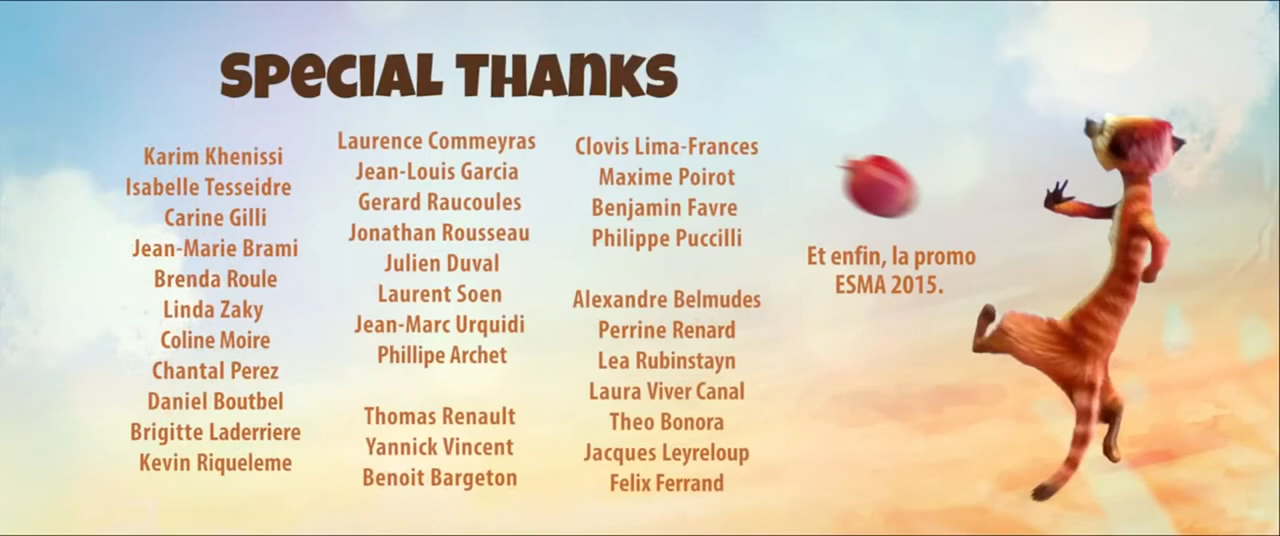 SPECIAL THANKS
Karim Khenissi
Isabelle Tesseidre
Carine Gilli
Jean-Marie Brami
Brenda Roule
Linda Zaky
Coline Moire
Chantal Perez
Daniel Boutbel
Brigitte Laderriere
Kevin Riqueleme
Laurence Commeyras
Jean-Louis Garcia
Gerard Raucoules
Jonathan Rousseau
Julien Duval
Laurent Soen
Jean-Marc Urquidi
Phillipe Archet
Thomas Renault
Yannick Vincent
Benoit Bargeton
Clovis Lima-Frances
Maxime Poirot
Benjamin Favre
Philippe Puccilli
Alexandre Belmudes
Perrine Renard
Lea Rubinstayn
Laura Viver Canal
Theo Bonora
Jacques Leyreloup
Felix Ferrand
Et enfin, la promo
ESMA 2015.